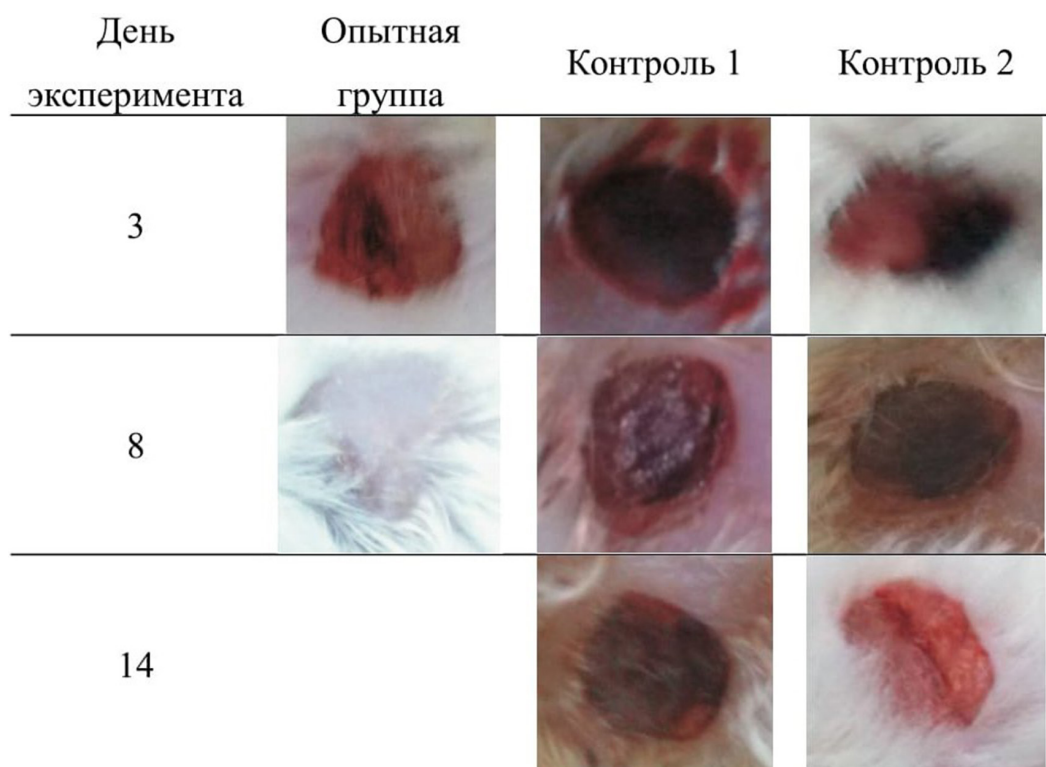 День
эксперимента
Опытная
группа
Контроль 1
Контроль 2
3
8
14